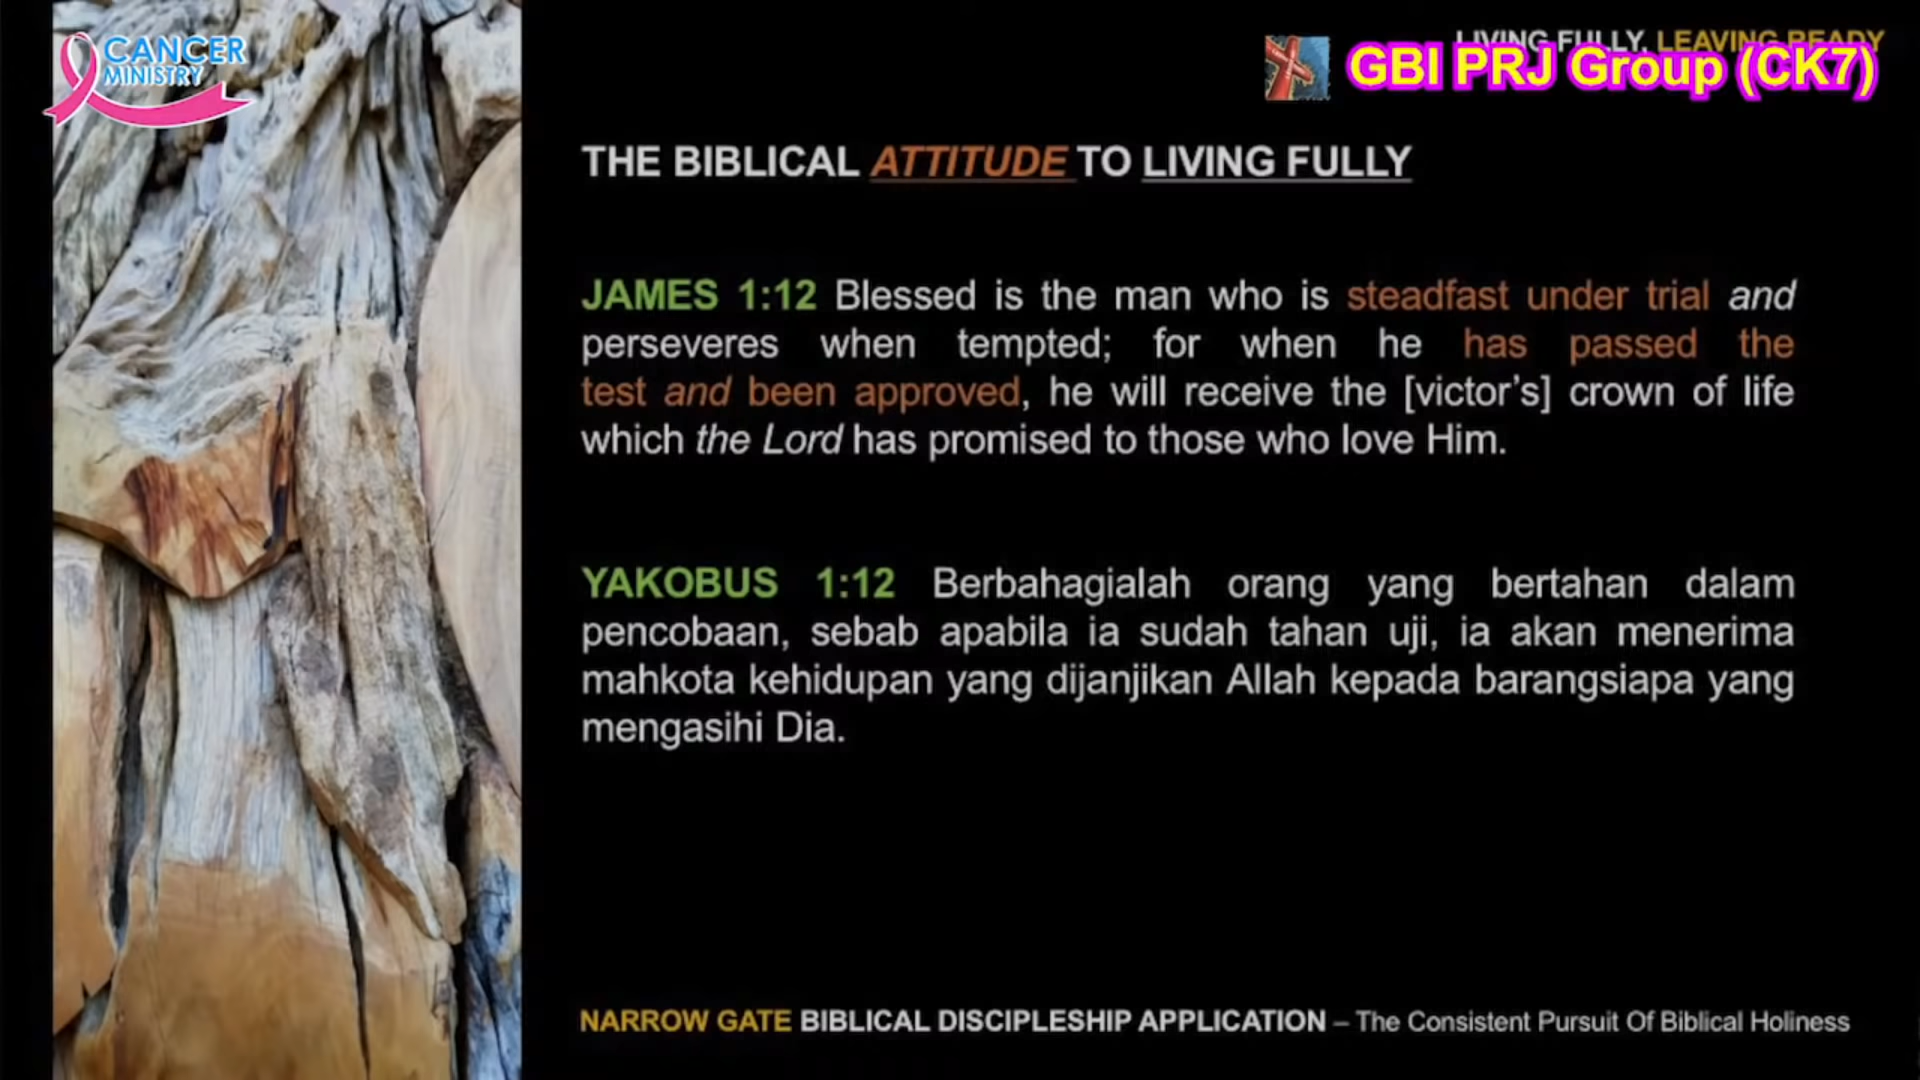 CANCER
MINISTRY
LIVING FULLY, LEAVING READY
GBI PRJ Group (CK7)
THE BIBLICAL ATTITUDE TO LIVING FULLY
JAMES 1:12 Blessed is the man who is steadfast under trial and
perseveres when tempted; for when he has passed the
test and been approved, he will receive the [victor’s] crown of life
which the Lord has promised to those who love Him.
YAKOBUS 1:12 Berbahagialah orang yang bertahan dalam
pencobaan, sebab apabila ia sudah tahan uji, ia akan menerima
mahkota kehidupan yang dijanjikan Allah kepada barangsiapa yang
mengasihi Dia.
NARROW GATE BIBLICAL DISCIPLESHIP APPLICATION – The Consistent Pursuit Of Biblical Holiness